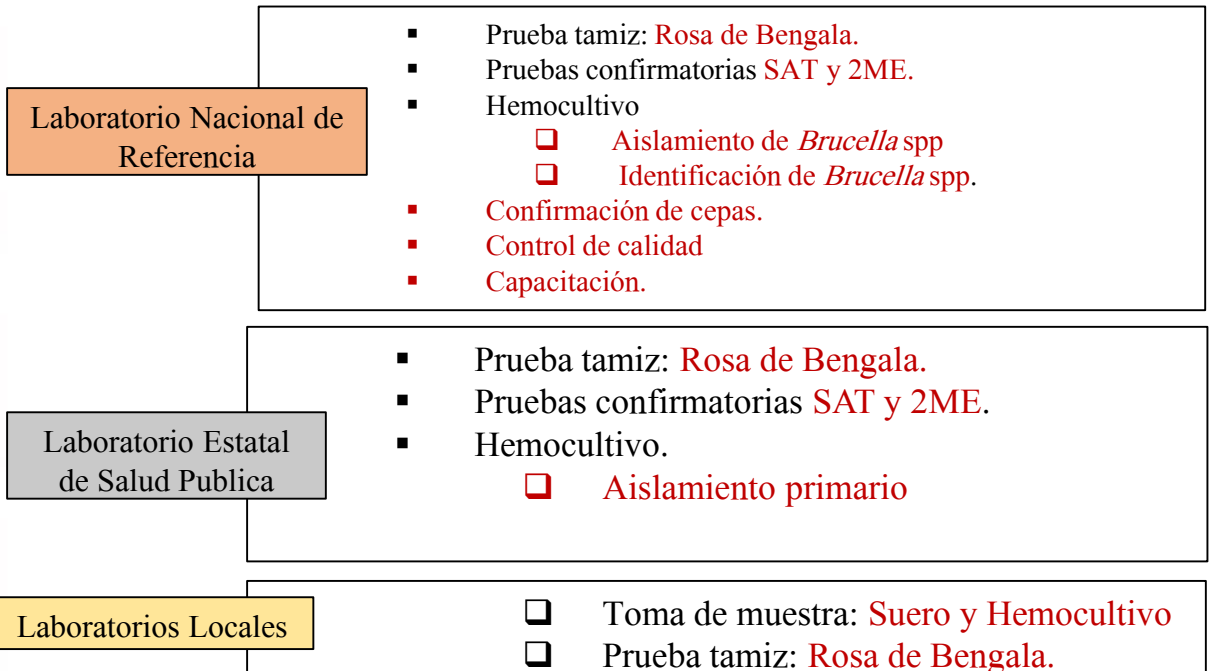 Laboratorio Nacional de
Referencia
▪ Prueba tamiz: Rosa de Bengala.
▪ Pruebas confirmatorias SAT y 2ME.
▪ Hemocultivo
❑ Aislamiento de Brucella spp
❑ Identificación de Brucella spp.
▪ Confirmación de cepas.
▪ Control de calidad
▪ Capacitación.
Laboratorio Estatal
de Salud Publica
▪ Prueba tamiz: Rosa de Bengala.
▪ Pruebas confirmatorias SAT y 2ME.
▪ Hemocultivo.
❑ Aislamiento primario
Laboratorios Locales
❑ Toma de muestra: Suero y Hemocultivo
❑ Prueba tamiz: Rosa de Bengala.